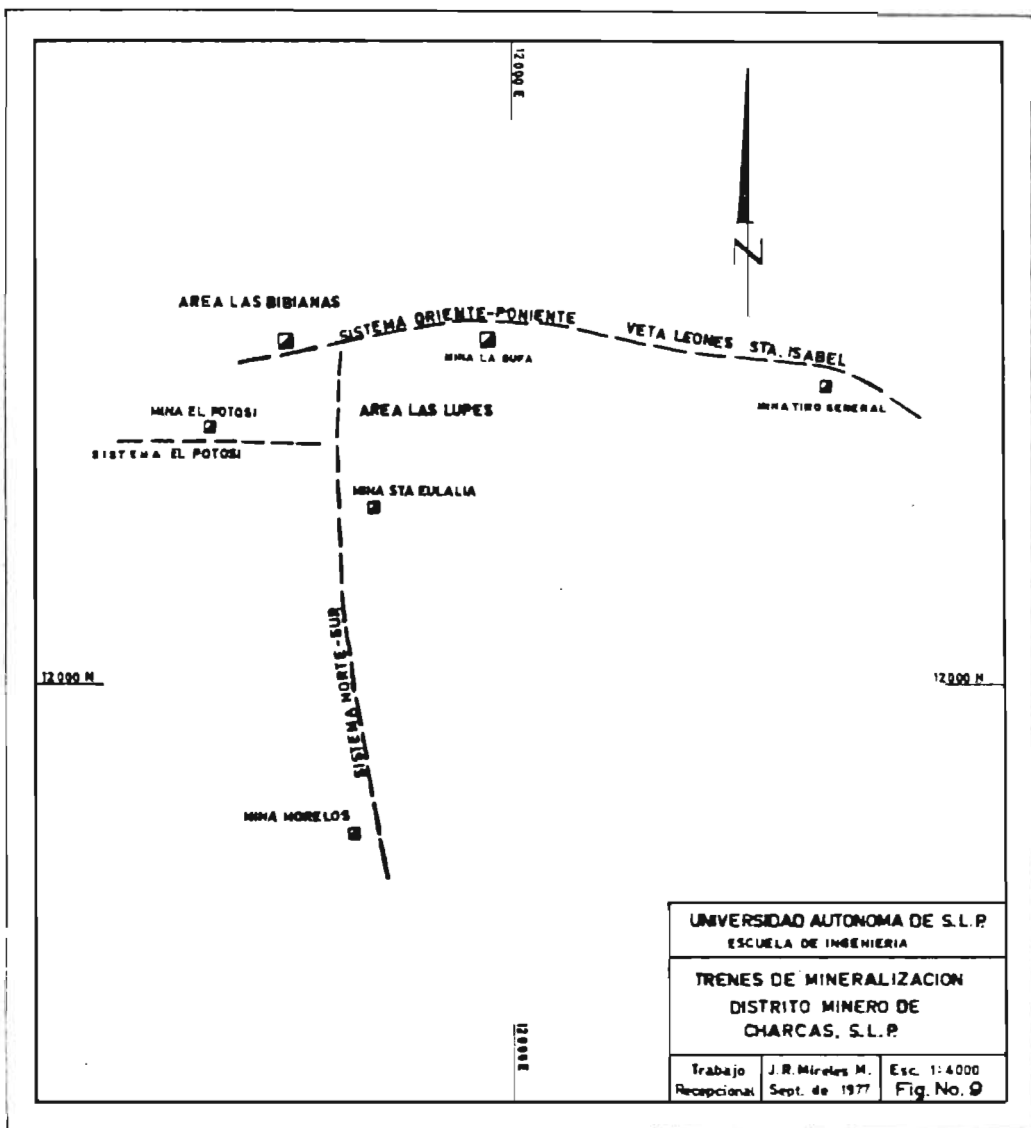 12000 E
N
AREA LAS BIBIANAS
SISTEMA ORIENTE-PONIENTE
VETA LEONES STA. ISABEL
MINA LA BUFA
MINA TIRO GENERAL
MINA EL POTOSI
AREA LAS LUPES
SISTEMA EL POTOSI
MINA STA EULALIA
SISTEMA NORTE-SUR
12000 N
12000 N
MINA MORELOS
12000 E
UNIVERSIDAD AUTONOMA DE S.L.P.
ESCUELA DE INGENIERIA
TRENES DE MINERALIZACION
DISTRITO MINERO DE
CHARCAS, S.L.P.
Trabajo
Recepcional
J.R. Mireles M.
Sept. de 1977
Esc. 1:4000
Fig. No. 9